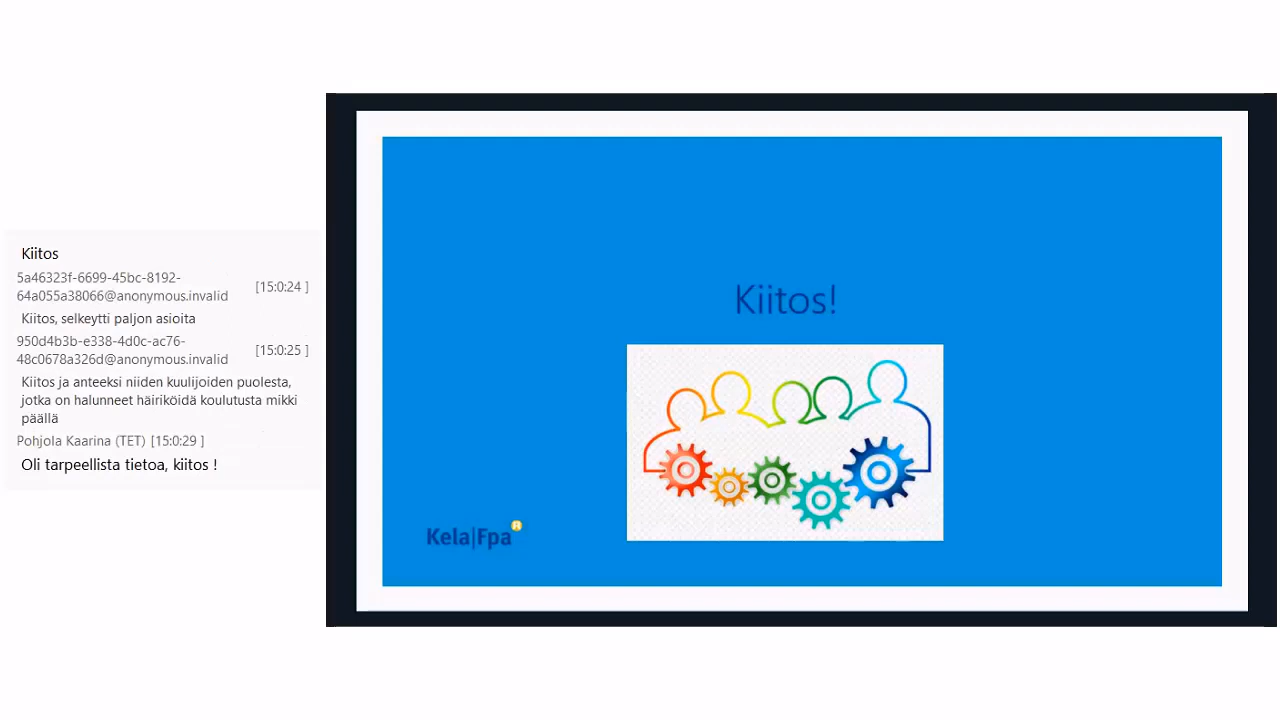 Kiitos
5a46323f-6699-45bc-8192-
64a055a38066@anonymous.invalid [15:0:24 ]
Kiitos, selkeytti paljon asioita
950d4b3b-e338-4d0c-ac76-
48c0678a326d@anonymous.invalid [15:0:25 ]
Kiitos ja anteeksi niiden kuulijoiden puolesta,
jotka on halunneet häiriköidä koulutusta mikki
päällä
Pohjola Kaarina (TET) [15:0:29 ]
Oli tarpeellista tietoa, kiitos !
Kiitos!
Kela|Fpa